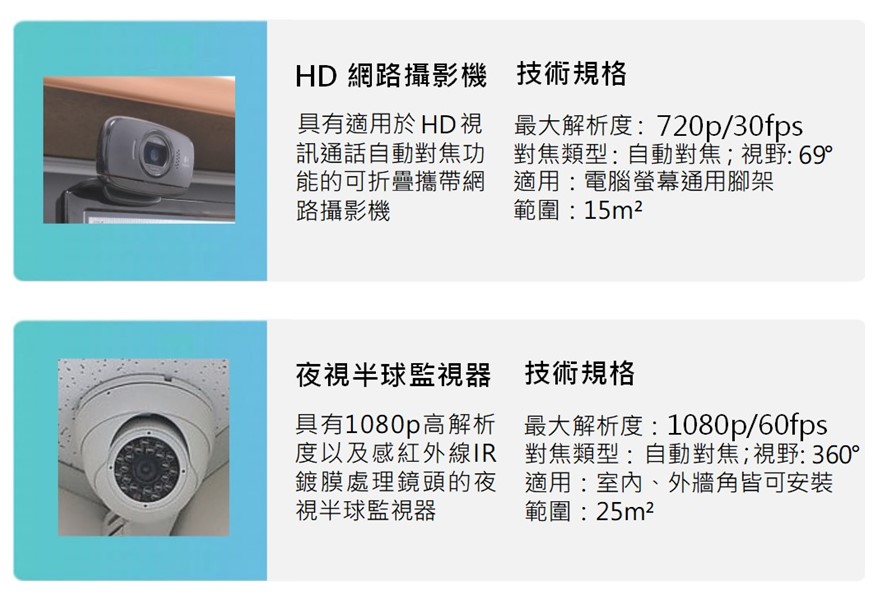 HD 網路攝影機
具有適用於HD視
訊通話自動對焦功
能的可折疊攜帶網
路攝影機
技術規格
最大解析度：720p/30fps
對焦類型：自動對焦；視野: 69°
適用：電腦螢幕通用腳架
範圍：15m²
夜視半球監視器
具有1080p高解析
度以及感紅外線IR
鍍膜處理鏡頭的夜
視半球監視器
技術規格
最大解析度：1080p/60fps
對焦類型：自動對焦;視野: 360°
適用：室內、外牆角皆可安裝
範圍：25m²